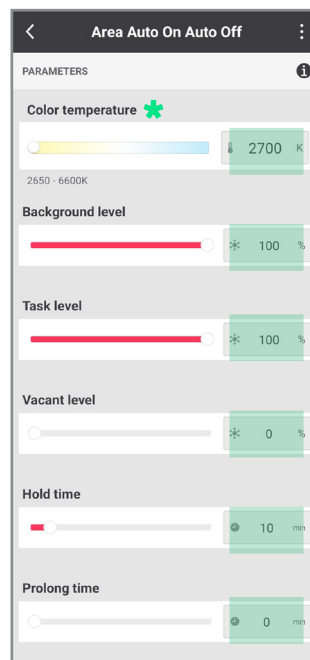 Area Auto On Auto Off
PARAMETERS
Color temperature
2700 K
2650 - 6600K
Background level
100 %
Task level
100 %
Vacant level
0 %
Hold time
10 min
Prolong time
0 min